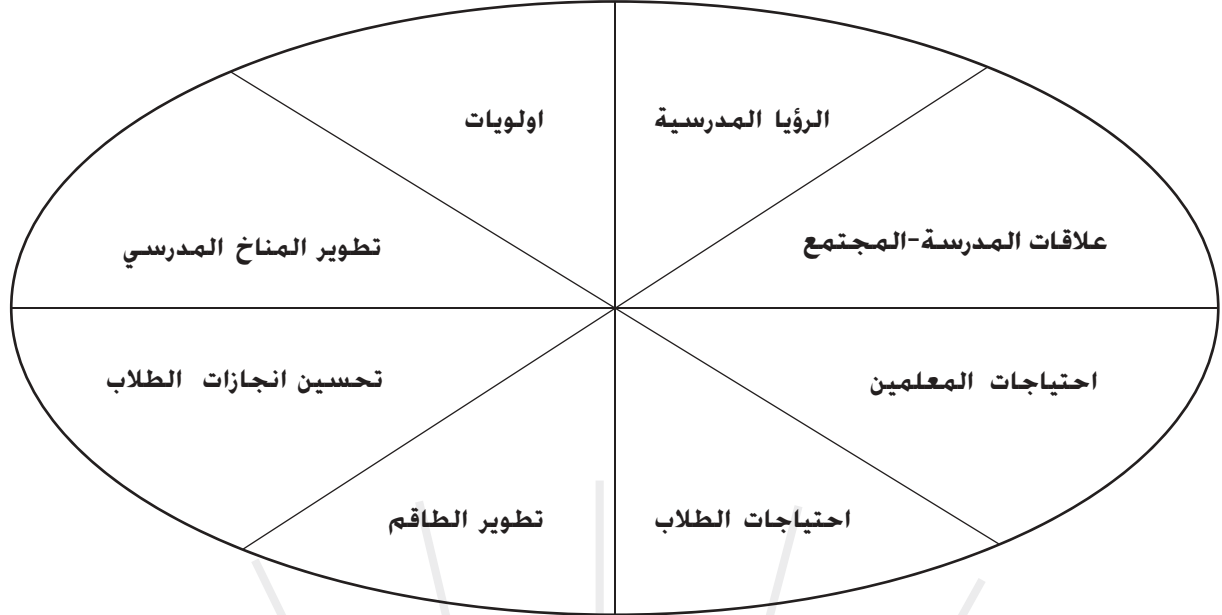 الرؤيا المدرسية
اولويات
علاقات المدرسة-المجتمع
تطوير المناخ المدرسي
احتياجات المعلمين
تحسين انجازات الطلاب
احتياجات الطلاب
تطوير الطاقم